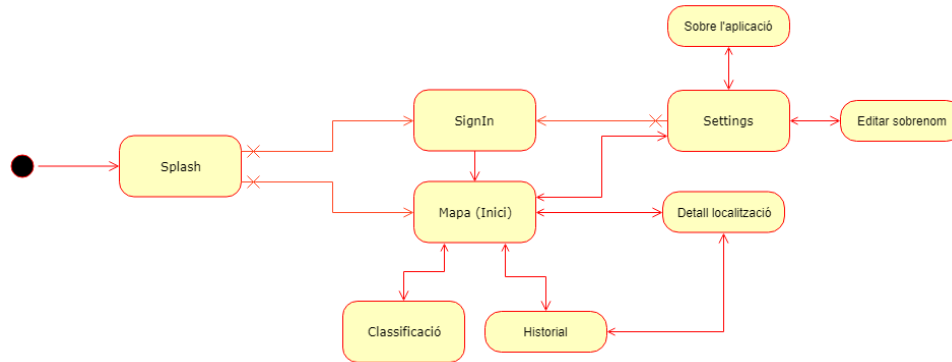 Sobre l'aplicació
SignIn
Settings
Editar sobrenom
Splash
Mapa (Inici)
Detall localització
Classificació
Historial